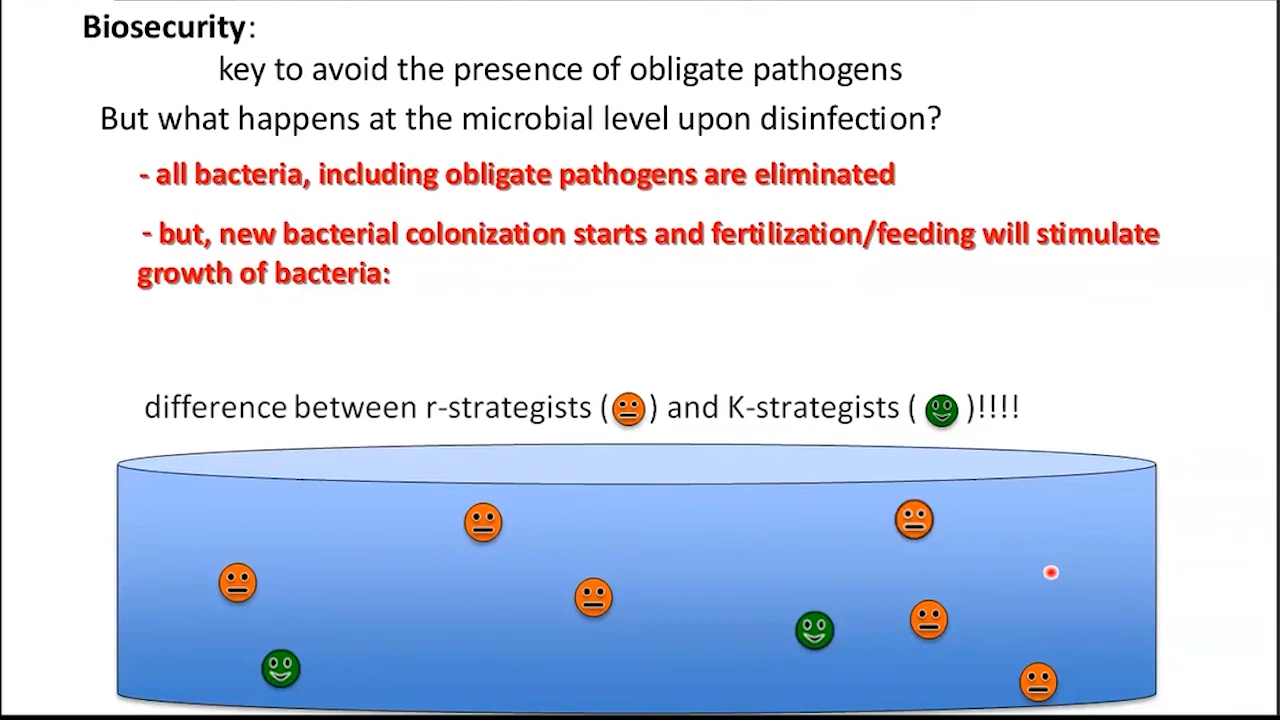 Biosecurity:
key to avoid the presence of obligate pathogens
But what happens at the microbial level upon disinfection?
- all bacteria, including obligate pathogens are eliminated
- but, new bacterial colonization starts and fertilization/feeding will stimulate
growth of bacteria:
difference between r-strategists ( ) and K-strategists ( )!!!!